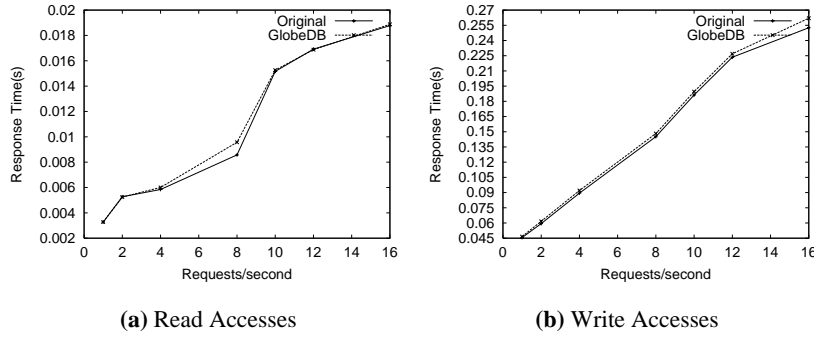 0.02
0.018
0.016
0.014
0.012
0.01
0.008
0.006
0.004
0.002
0 2 4 6 8 10 12 14 16
Response Time(s)
Requests/second
Original
GlobeDB
(a) Read Accesses
0.27
0.255
0.24
0.225
0.21
0.195
0.18
0.165
0.15
0.135
0.12
0.105
0.09
0.075
0.06
0.045
0 2 4 6 8 10 12 14 16
Response Time(s)
Requests/second
Original
GlobeDB
(b) Write Accesses